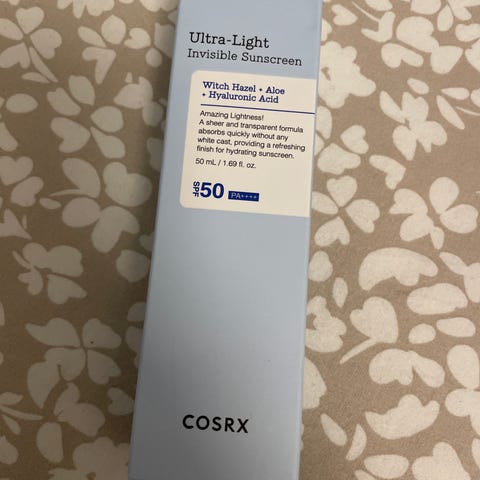 Ultra-Light
Invisible Sunscreen
Witch Hazel + Aloe
+ Hyaluronic Acid
Amazing Lightness!
A sheer and transparent formula
absorbs quickly without any
white cast, providing a refreshing
finish for hydrating sunscreen.
50 mL / 1.69 fl. oz.
SPF 50 PA++++
COSRX